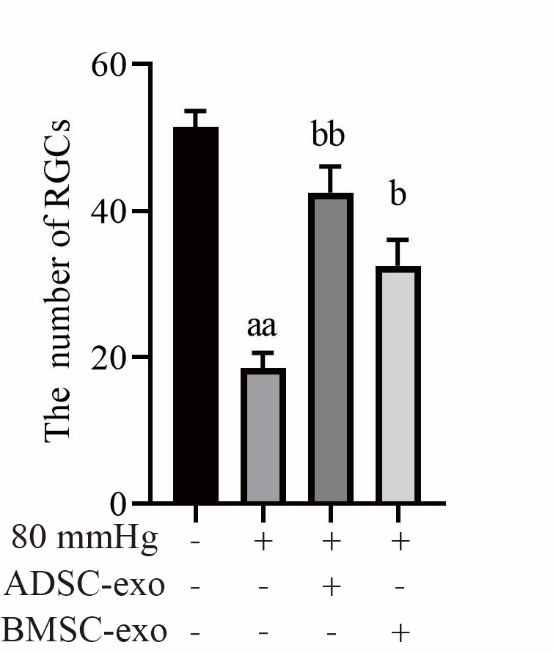 60
bb
b
40
aa
20
0
The number of RGCs
80 mmHg - + + +
ADSC-exo - - + -
BMSC-exo - - - +